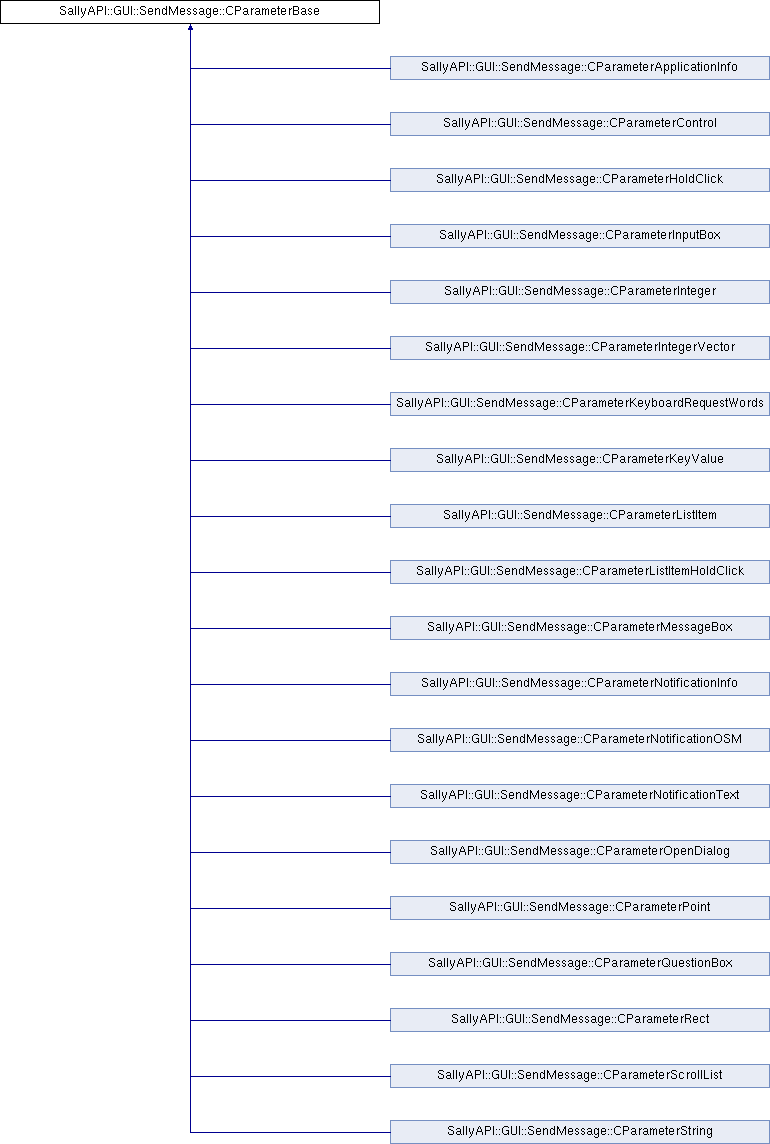 SallyAPI::GUI::SendMessage::CParameterBase
SallyAPI::GUI::SendMessage::CParameterApplicationInfo
SallyAPI::GUI::SendMessage::CParameterControl
SallyAPI::GUI::SendMessage::CParameterHoldClick
SallyAPI::GUI::SendMessage::CParameterInputBox
SallyAPI::GUI::SendMessage::CParameterInteger
SallyAPI::GUI::SendMessage::CParameterIntegerVector
SallyAPI::GUI::SendMessage::CParameterKeyboardRequestWords
SallyAPI::GUI::SendMessage::CParameterKeyValue
SallyAPI::GUI::SendMessage::CParameterListItem
SallyAPI::GUI::SendMessage::CParameterListItemHoldClick
SallyAPI::GUI::SendMessage::CParameterMessageBox
SallyAPI::GUI::SendMessage::CParameterNotificationInfo
SallyAPI::GUI::SendMessage::CParameterNotificationOSM
SallyAPI::GUI::SendMessage::CParameterNotificationText
SallyAPI::GUI::SendMessage::CParameterOpenDialog
SallyAPI::GUI::SendMessage::CParameterPoint
SallyAPI::GUI::SendMessage::CParameterQuestionBox
SallyAPI::GUI::SendMessage::CParameterRect
SallyAPI::GUI::SendMessage::CParameterScrollList
SallyAPI::GUI::SendMessage::CParameterString